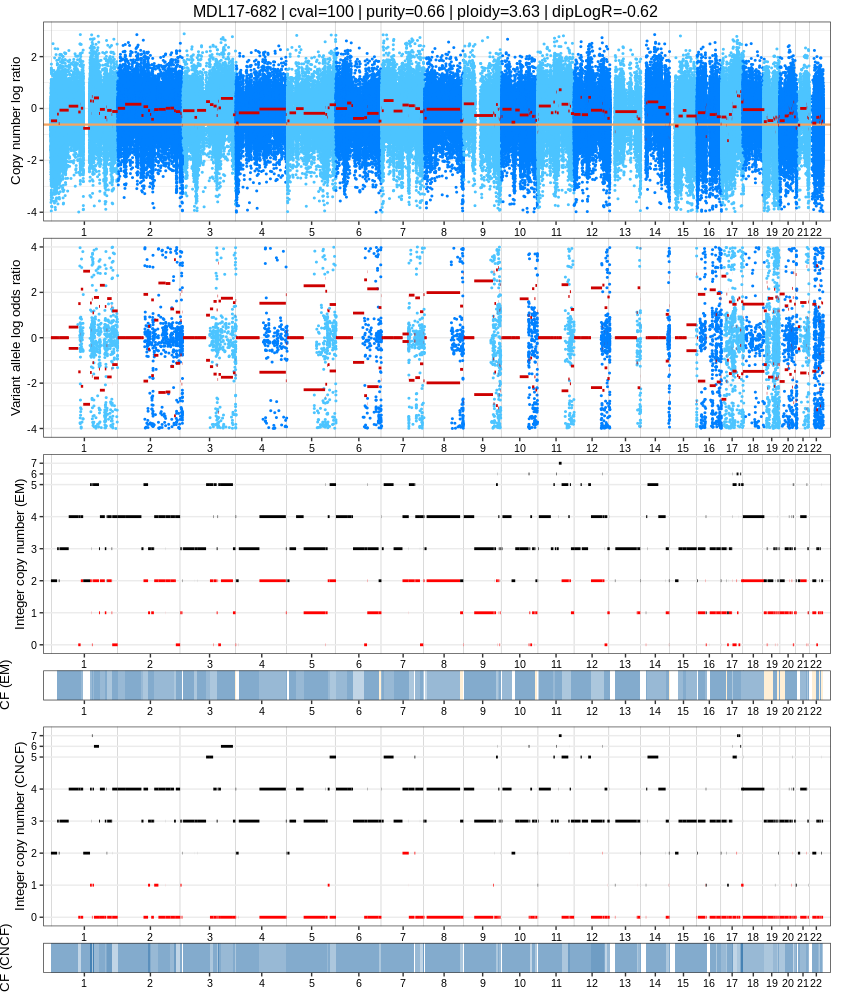 MDL17-682 | cval=100 | purity=0.66 | ploidy=3.63 | dipLogR=-0.62
Copy number log ratio
2
0
-2
-4
1 2 3 4 5 6 7 8 9 10 11 12 13 14 15 16 17 18 19 20 21 22
Variant allele log odds ratio
4
2
0
-2
-4
1 2 3 4 5 6 7 8 9 10 11 12 13 14 15 16 17 18 19 20 21 22
Integer copy number (EM)
7
6
5
4
3
2
1
0
1 2 3 4 5 6 7 8 9 10 11 12 13 14 15 16 17 18 19 20 21 22
CF (EM)
1 2 3 4 5 6 7 8 9 10 11 12 13 14 15 16 17 18 19 20 21 22
Integer copy number (CNCF)
7
6
5
4
3
2
1
0
1 2 3 4 5 6 7 8 9 10 11 12 13 14 15 16 17 18 19 20 21 22
CF (CNCF)
1 2 3 4 5 6 7 8 9 10 11 12 13 14 15 16 17 18 19 20 21 22